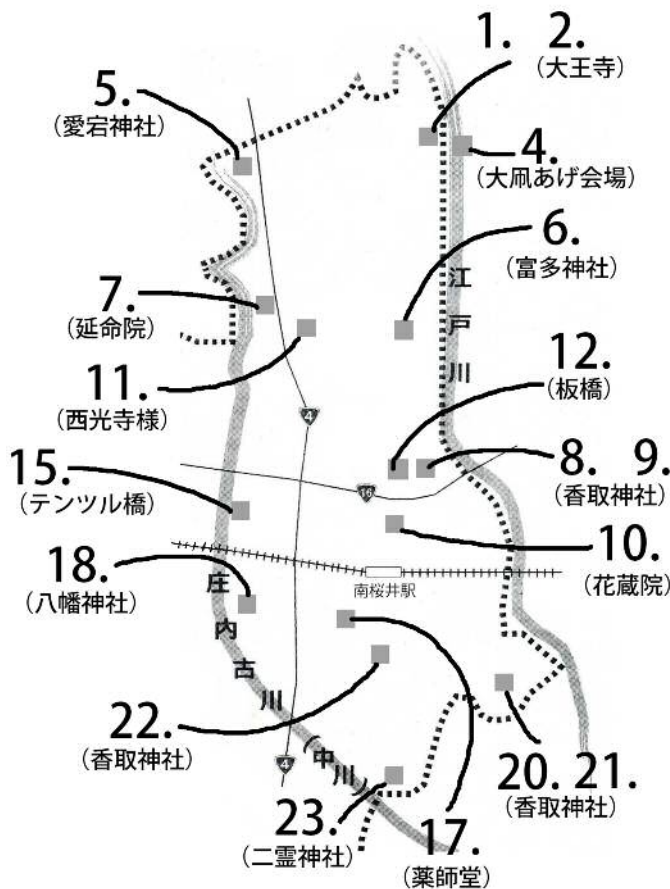 1. 2.
(大王寺)
5.
(愛宕神社)
4.
(大凧あげ会場)
6.
(富多神社)
江戸川
7.
(延命院)
11.
(西光寺様)
12.
(板橋)
4
15.
(テンツル橋)
16
8. 9.
(香取神社)
10.
(花蔵院)
18.
(八幡神社)
南桜井駅
庄内古川(中川)
22.
(香取神社)
4
20. 21.
(香取神社)
23.
(二霊神社)
17.
(薬師堂)